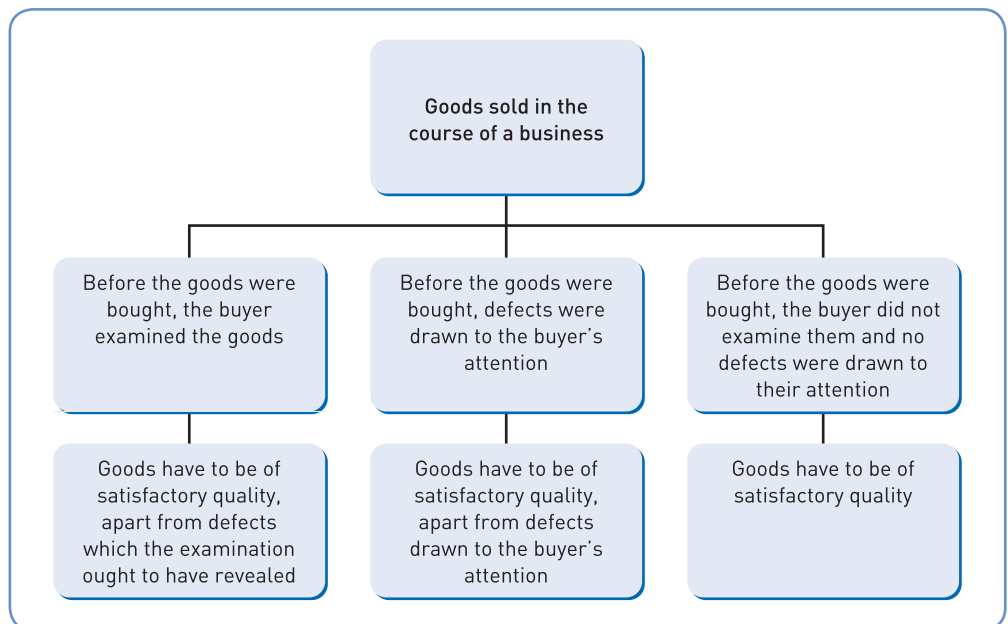 Goods sold in the
course of a business
Before the goods were
bought, the buyer
examined the goods
Before the goods were
bought, defects were
drawn to the buyer’s
attention
Before the goods were
bought, the buyer did not
examine them and no
defects were drawn to
their attention
Goods have to be of
satisfactory quality,
apart from defects
which the examination
ought to have revealed
Goods have to be of
satisfactory quality,
apart from defects
drawn to the buyer’s
attention
Goods have to be of
satisfactory quality